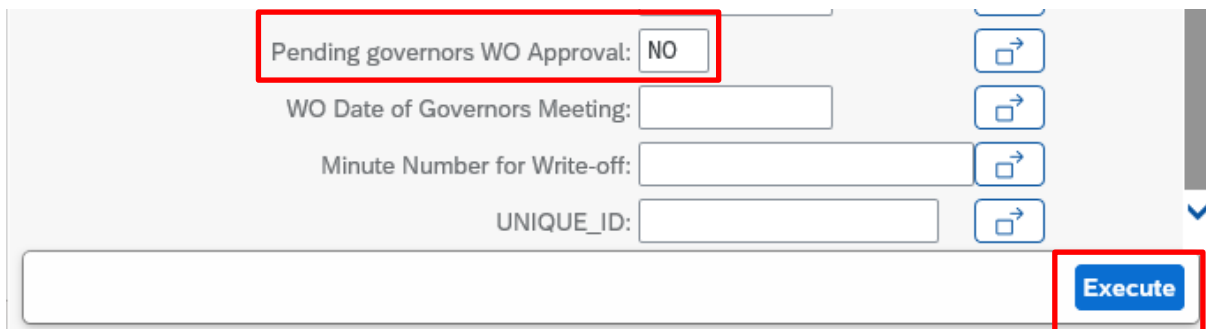 Pending governors WO Approval: NO
WO Date of Governors Meeting:
Minute Number for Write-off:
UNIQUE_ID:
Execute